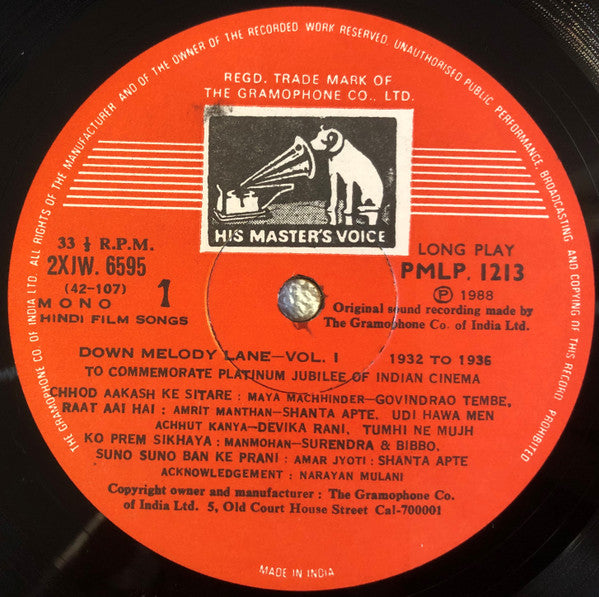 THE GRAMOPHONE CO OF INDIA LTD. ALL RIGHTS OF THE MANUFACTURER AND OF THE OWNER OF THE RECORDED WORK RESERVED. UNAUTHORISED PUBLIC PERFORMANCE, BROADCASTING AND COPYING OF THIS RECORD PROHIBITED
REGD. TRADE MARK OF
THE GRAMOPHONE CO., LTD.
HIS MASTER'S VOICE
33 ⅓ R.P.M.
2XJW. 6595
(42-107)
MONO 1
HINDI FILM SONGS
LONG PLAY
PMLP. 1213
Ⓟ 1988
Original sound recording made by
The Gramophone Co. of India Ltd.
DOWN MELODY LANE—VOL. I 1932 TO 1936
TO COMMEMORATE PLATINUM JUBILEE OF INDIAN CINEMA
CHHOD AAKASH KE SITARE : MAYA MACHHINDER—GOVINDRAO TEMBE,
RAAT AAI HAI : AMRIT MANTHAN—SHANTA APTE, UDI HAWA MEN
ACHHUT KANYA—DEVIKA RANI, TUMHI NE MUJH
KO PREM SIKHAYA : MANMOHAN—SURENDRA & BIBBO,
SUNO SUNO BAN KE PRANI : AMAR JYOTI : SHANTA APTE
ACKNOWLEDGEMENT : NARAYAN MULANI
Copyright owner and manufacturer : The Gramophone Co.
of India Ltd. 5, Old Court House Street Cal-700001
MADE IN INDIA